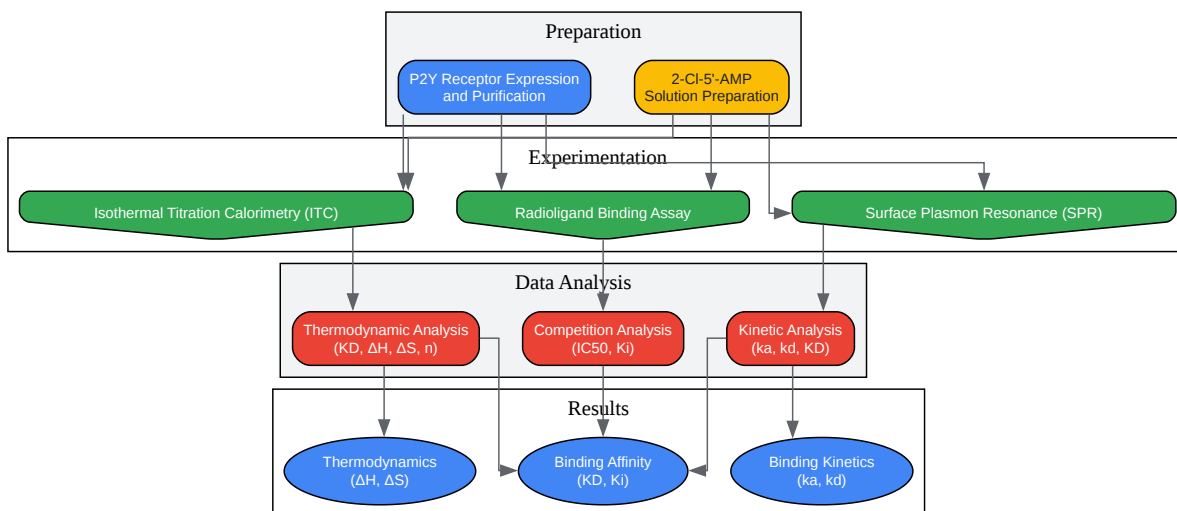 Preparation
P2Y Receptor Expression
and Purification
2-Cl-5'-AMP
Solution Preparation
Experimentation
Isothermal Titration Calorimetry (ITC)
Radioligand Binding Assay
Surface Plasmon Resonance (SPR)
Data Analysis
Thermodynamic Analysis
(KD, ΔH, ΔS, n)
Competition Analysis
(IC50, Ki)
Kinetic Analysis
(ka, kd, KD)
Results
Thermodynamics
(ΔH, ΔS)
Binding Affinity
(KD, Ki)
Binding Kinetics
(ka, kd)